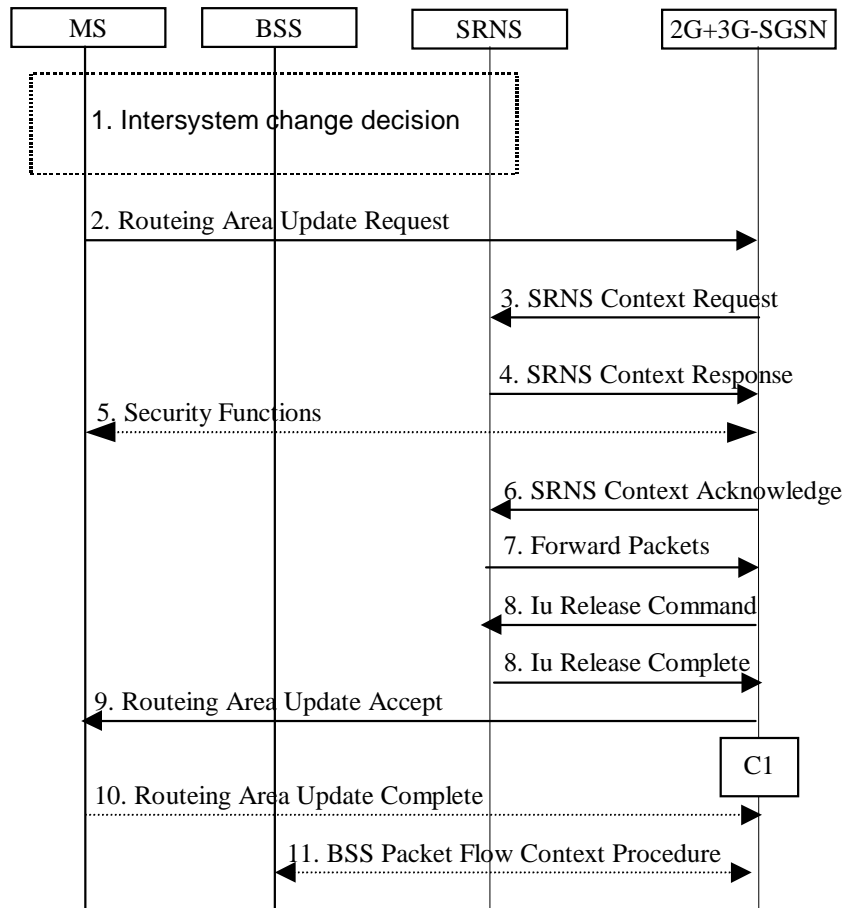 MS BSS SRNS 2G+3G-SGSN
1. Intersystem change decision
2. Routeing Area Update Request
3. SRNS Context Request
4. SRNS Context Response
5. Security Functions
6. SRNS Context Acknowledge
7. Forward Packets
8. Iu Release Command
8. Iu Release Complete
9. Routeing Area Update Accept
C1
10. Routeing Area Update Complete
11. BSS Packet Flow Context Procedure